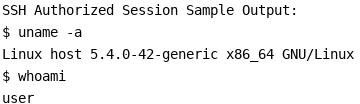 SSH Authorized Session Sample Output:
$ uname -a
Linux host 5.4.0-42-generic x86_64 GNU/Linux
$ whoami
user